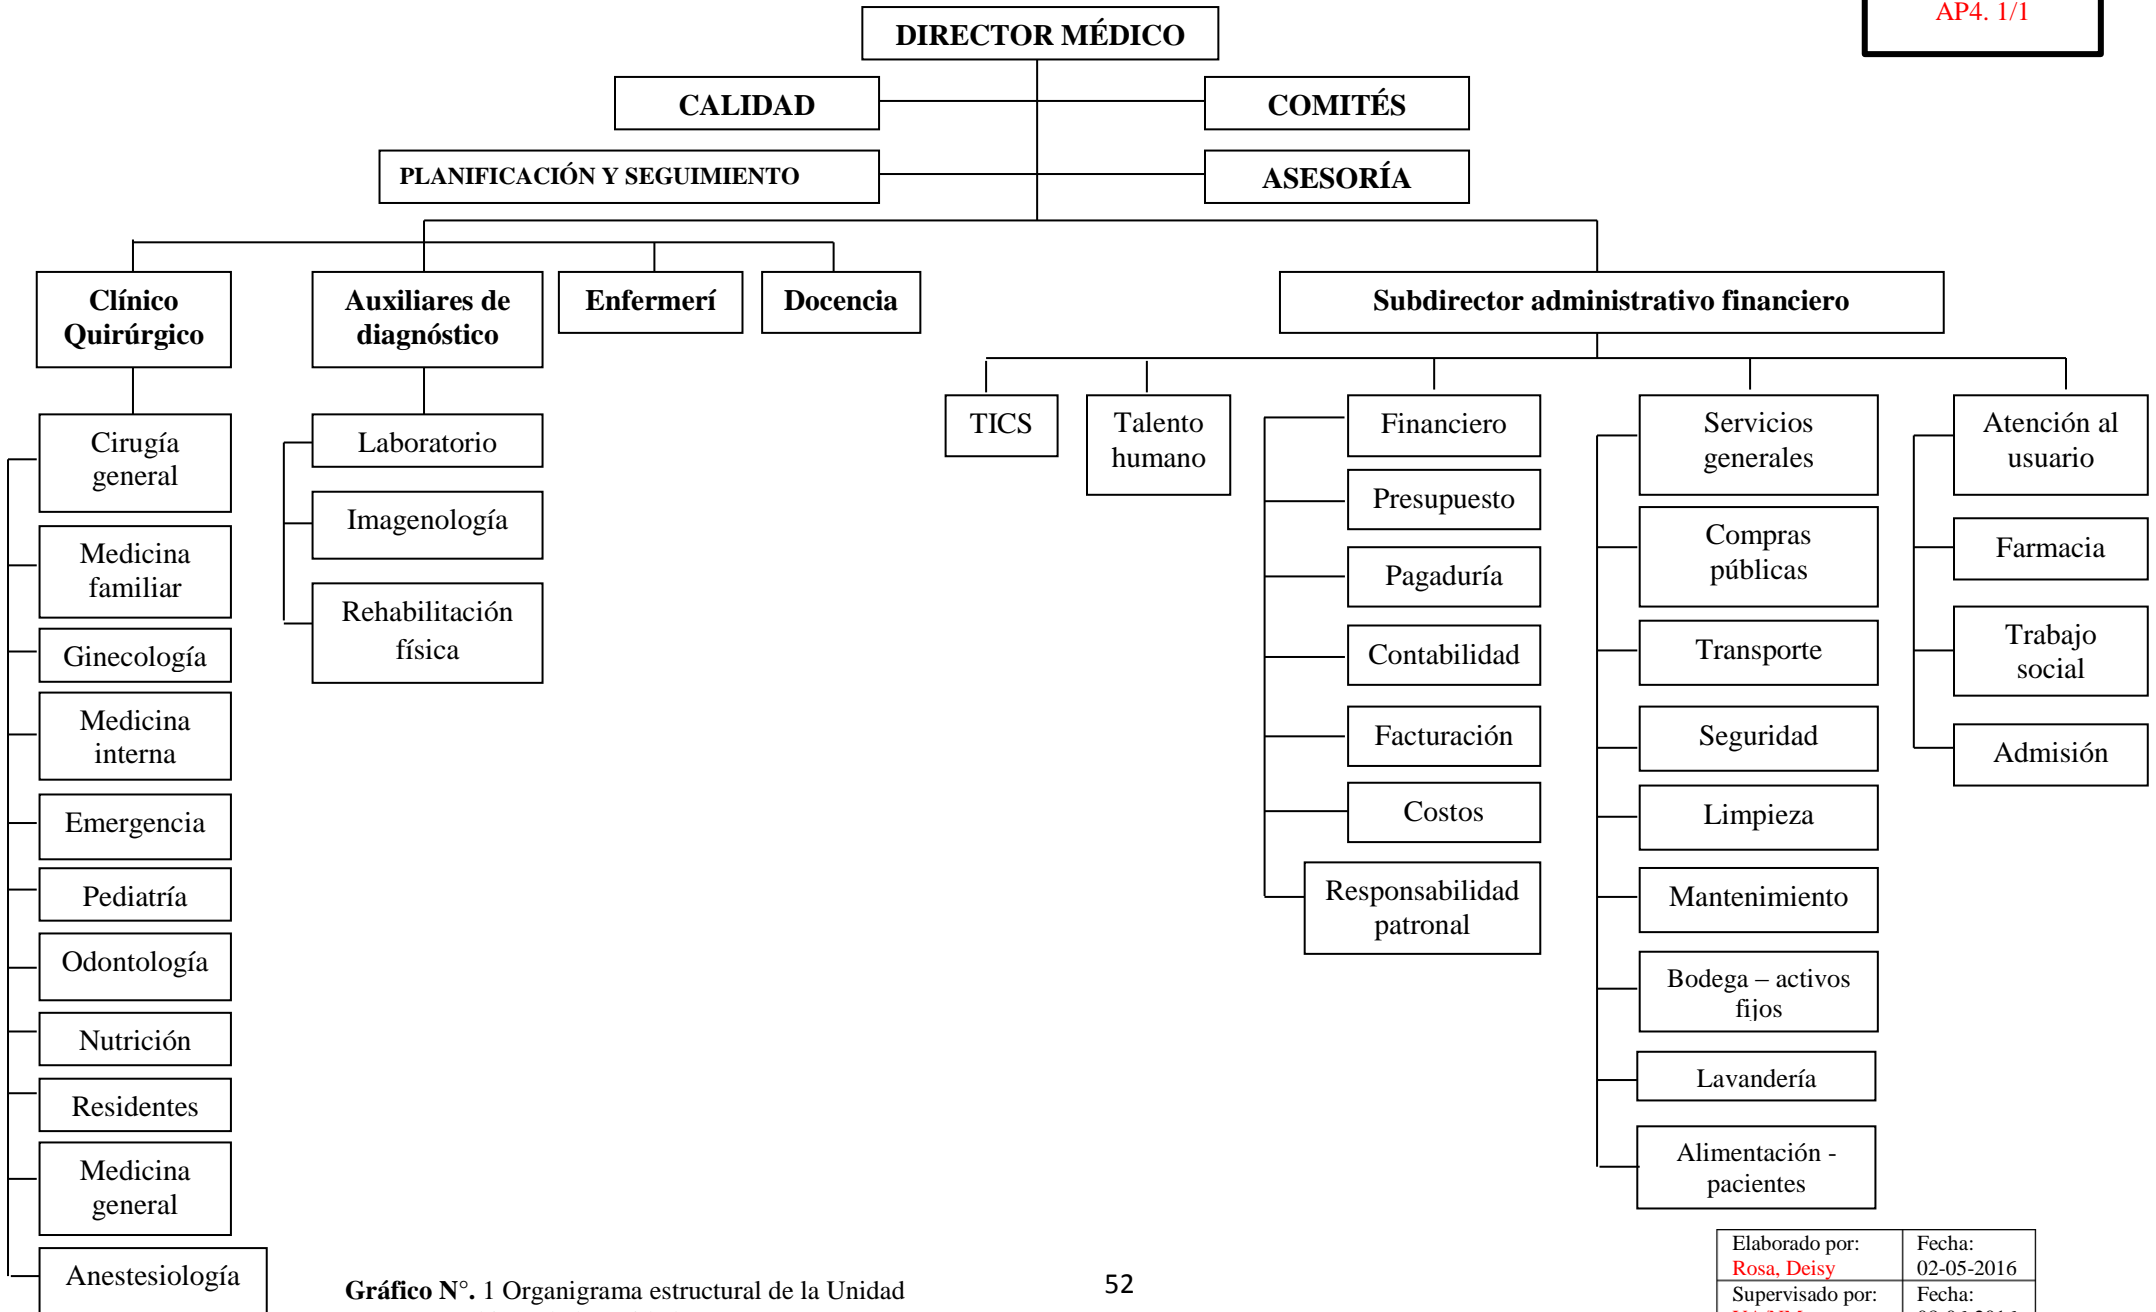 AP4. 1/1
DIRECTOR MÉDICO
CALIDAD
COMITÉS
PLANIFICACIÓN Y SEGUIMIENTO
ASESORÍA
Clínico
Quirúrgico
Auxiliares de
diagnóstico
Enfermerí
Docencia
Subdirector administrativo financiero
Cirugía
general
Medicina
familiar
Ginecología
Medicina
interna
Emergencia
Pediatría
Odontología
Nutrición
Residentes
Medicina
general
Anestesiología
Laboratorio
Imagenología
Rehabilitación
física
TICS
Talento
humano
Financiero
Presupuesto
Pagaduría
Contabilidad
Facturación
Costos
Responsabilidad
patronal
Servicios
generales
Compras
públicas
Transporte
Seguridad
Limpieza
Mantenimiento
Bodega – activos
fijos
Lavandería
Alimentación -
pacientes
Atención al
usuario
Farmacia
Trabajo
social
Admisión
Gráfico N°. 1 Organigrama estructural de la Unidad
52
Elaborado por:
Rosa, Deisy
Fecha:
02-05-2016
Supervisado por:
Fecha: